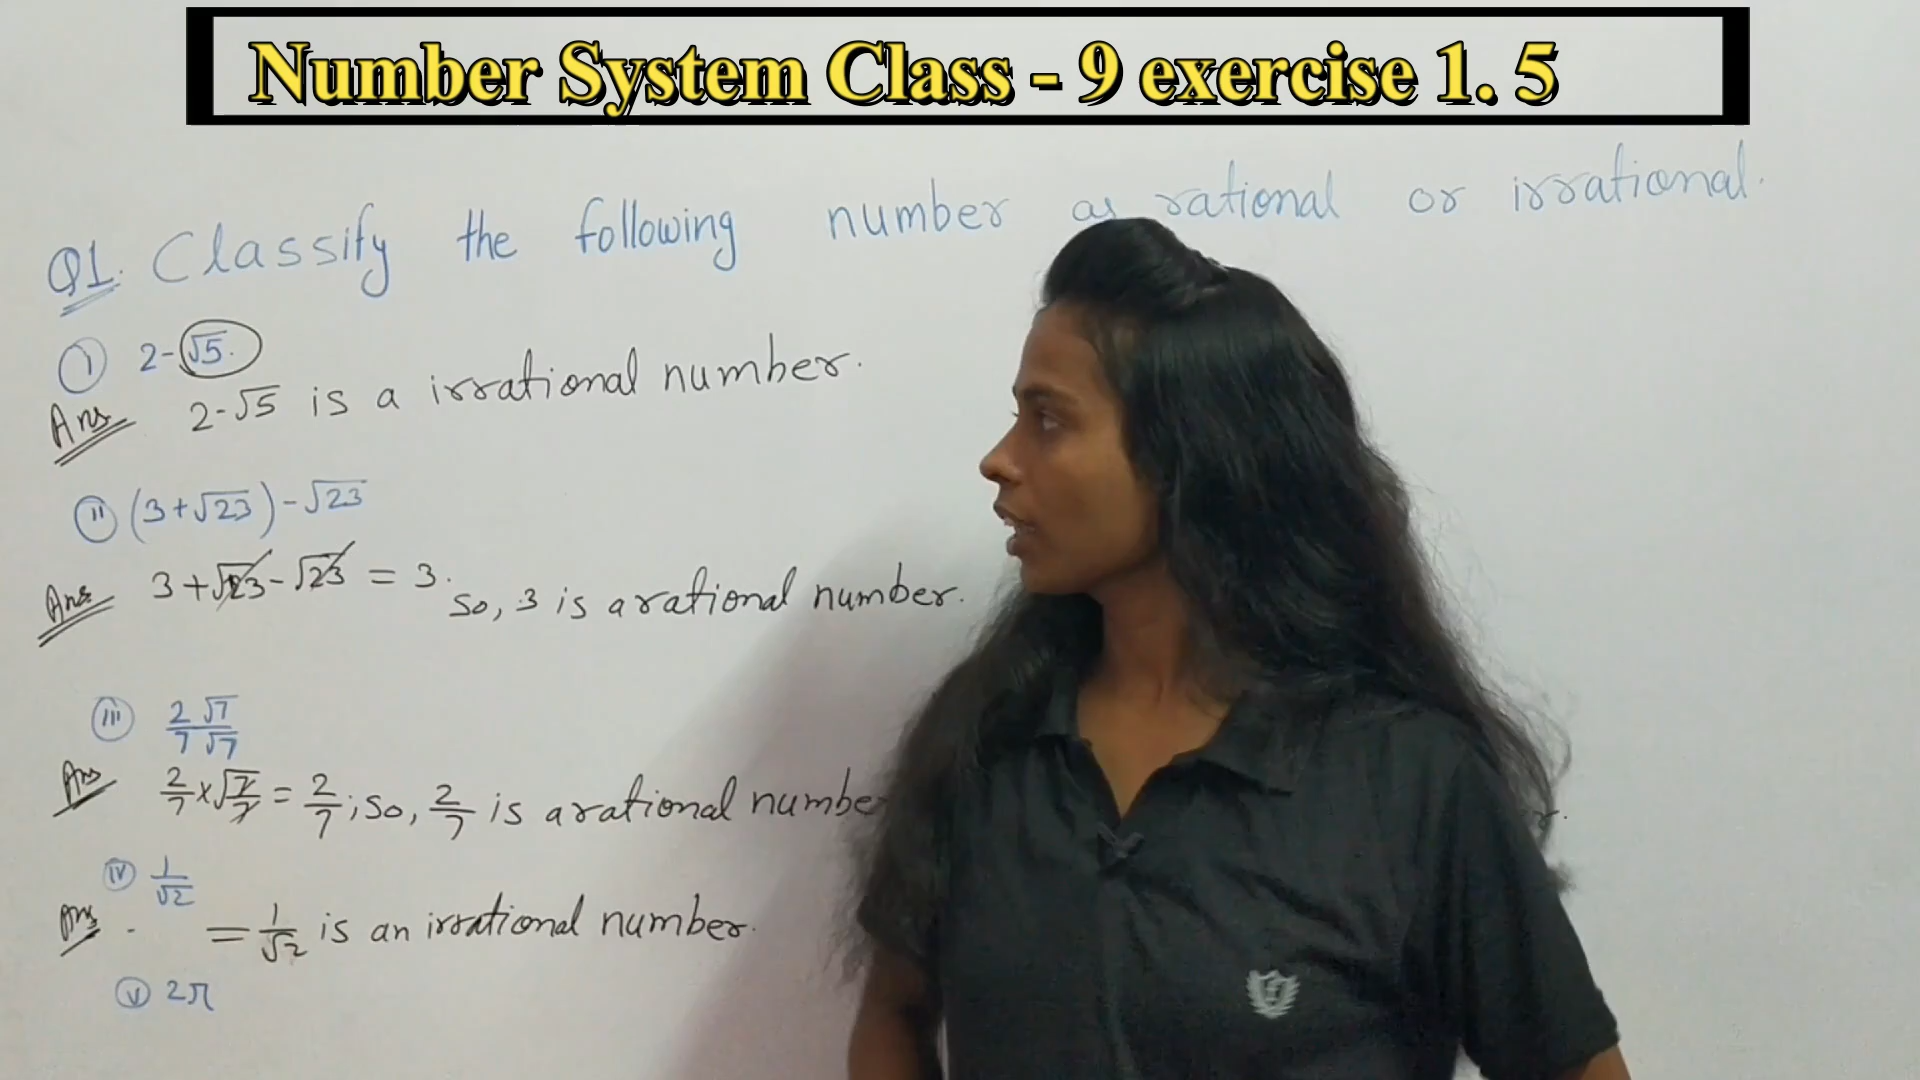 Number System Class - 9 exercise 1. 5
Q1. Classify the following number as rational or irrational.
(i) 2-√5.
Ans 2-√5 is a irrational number.
(ii) (3+√23)-√23
Ans 3+√23-√23 = 3.
So, 3 is a rational number.
(iii) 2√7/7√7
Ans 2/7×√7/7 = 2/7; so, 2/7 is a rational numbe
r.
(iv) 1/√2
Ans. = 1/√2 is an irrational number.
(v) 2π